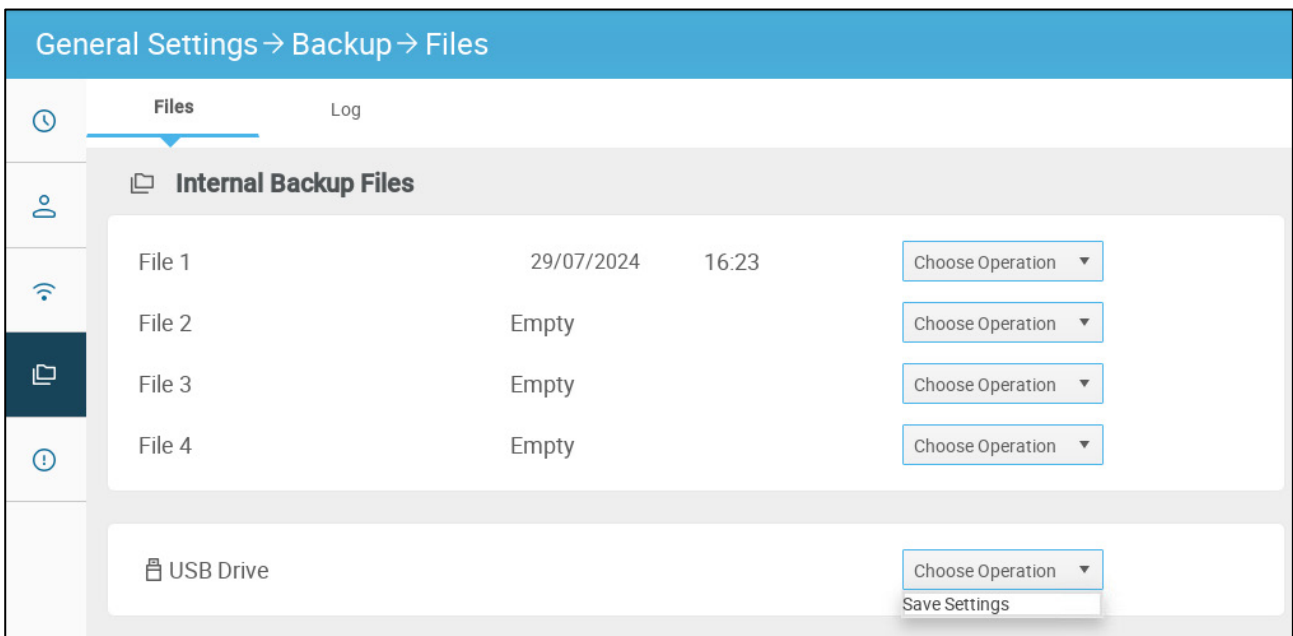 General Settings → Backup → Files
Files Log
Internal Backup Files
File 1 29/07/2024 16:23 Choose Operation
File 2 Empty Choose Operation
File 3 Empty Choose Operation
File 4 Empty Choose Operation
USB Drive Choose Operation
Save Settings